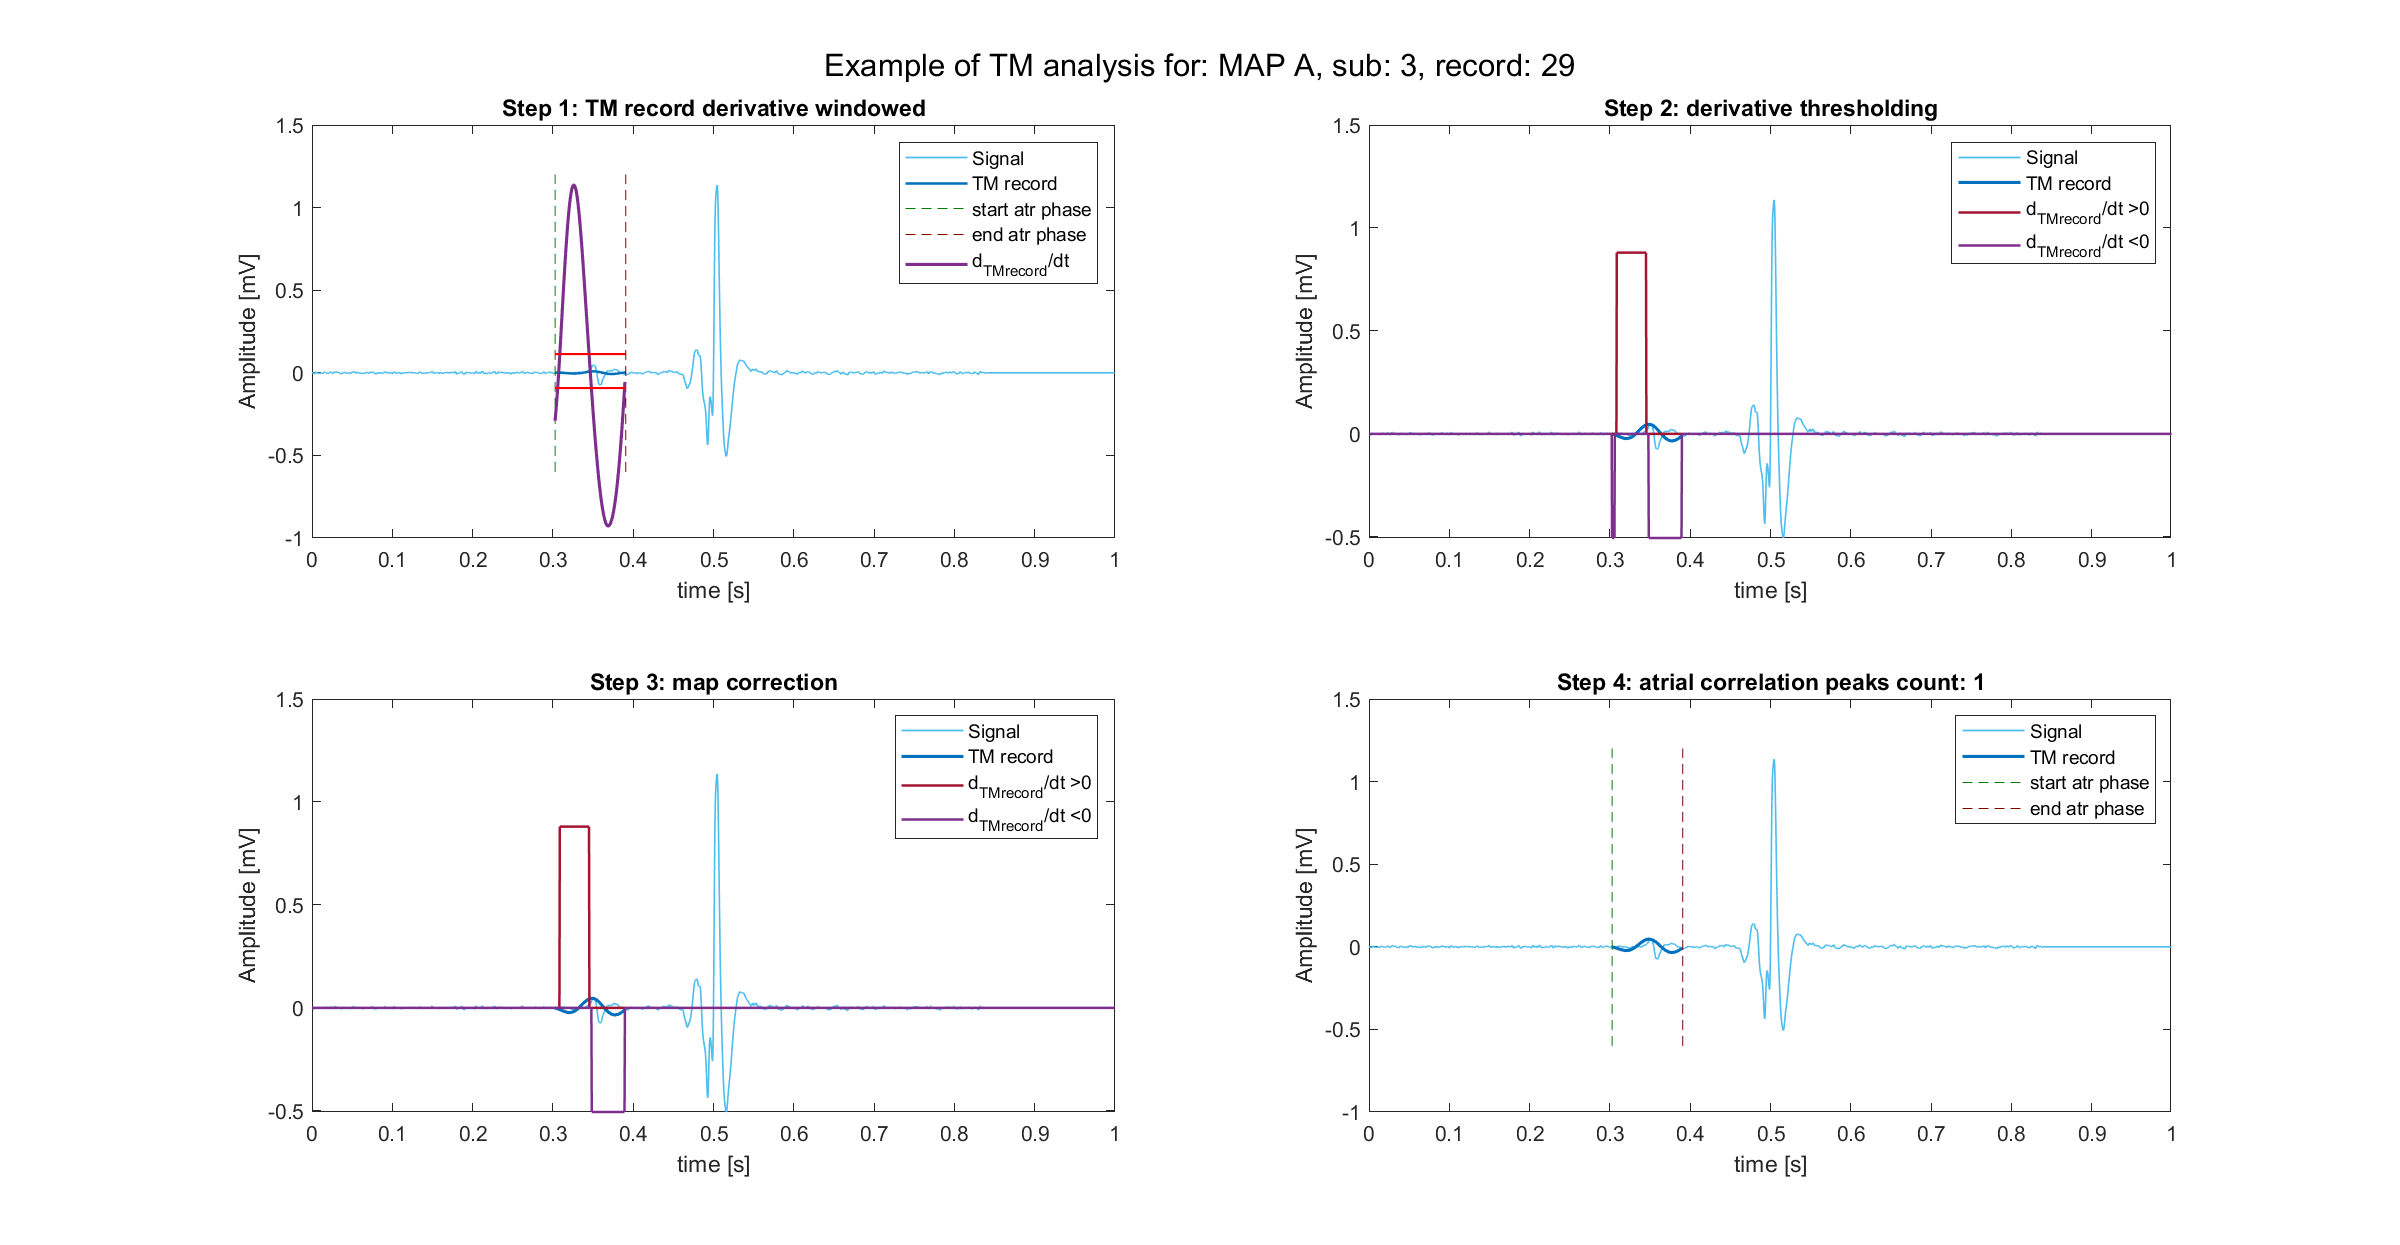 Example of TM analysis for: MAP A, sub: 3, record: 29
Step 1: TM record derivative windowed
1.5
1
0.5
0
-0.5
-1
Amplitude [mV]
0 0.1 0.2 0.3 0.4 0.5 0.6 0.7 0.8 0.9 1
time [s]
Signal
TM record
start atr phase
end atr phase
dTMrecord/dt
Step 2: derivative thresholding
1.5
1
0.5
0
-0.5
Amplitude [mV]
0 0.1 0.2 0.3 0.4 0.5 0.6 0.7 0.8 0.9 1
time [s]
Signal
TM record
dTMrecord/dt >0
dTMrecord/dt <0
Step 3: map correction
1.5
1
0.5
0
-0.5
Amplitude [mV]
0 0.1 0.2 0.3 0.4 0.5 0.6 0.7 0.8 0.9 1
time [s]
Signal
TM record
dTMrecord/dt >0
dTMrecord/dt <0
Step 4: atrial correlation peaks count: 1
1.5
1
0.5
0
-0.5
-1
Amplitude [mV]
0 0.1 0.2 0.3 0.4 0.5 0.6 0.7 0.8 0.9 1
time [s]
Signal
TM record
start atr phase
end atr phase